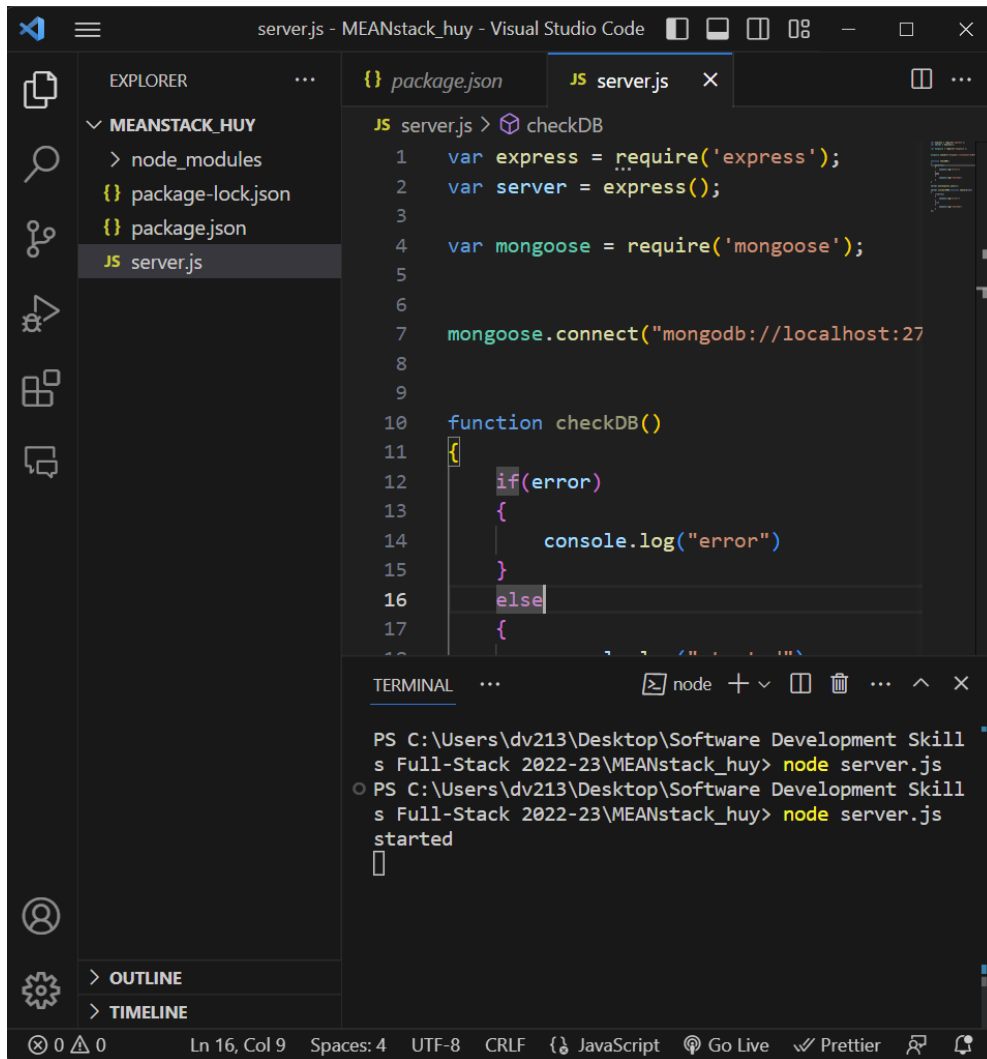 server.js - MEANstack_huy - Visual Studio Code
EXPLORER
MEANSTACK_HUY
node_modules
{} package-lock.json
{} package.json
JS server.js
{} package.json
JS server.js
JS server.js > checkDB
1 var express = require('express');
2 var server = express();
3
4 var mongoose = require('mongoose');
5
6
7 mongoose.connect("mongodb://localhost:27
8
9
10 function checkDB()
11 {
12 if(error)
13 {
14 console.log("error")
15 }
16 else
17 {
TERMINAL
node
PS C:\Users\dv213\Desktop\Software Development Skill
s Full-Stack 2022-23\MEANstack_huy> node server.js
PS C:\Users\dv213\Desktop\Software Development Skill
s Full-Stack 2022-23\MEANstack_huy> node server.js
started
OUTLINE
TIMELINE
0 0 Ln 16, Col 9 Spaces: 4 UTF-8 CRLF JavaScript Go Live Prettier